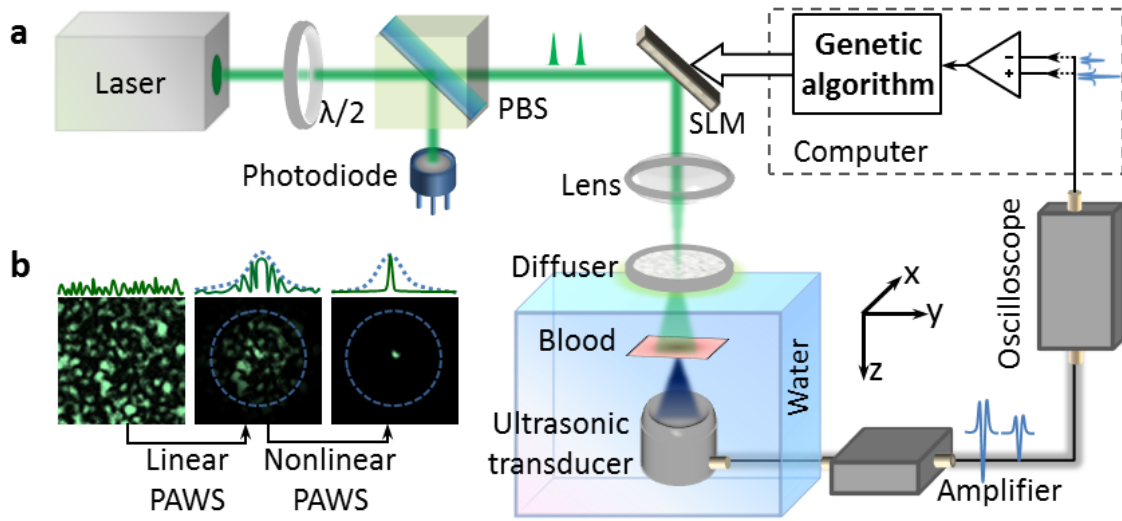 a
Laser
λ/2
PBS
Photodiode
SLM
Genetic
algorithm
-
+
Computer
Lens
Diffuser
Blood
Water
Ultrasonic
transducer
x
y
z
Oscilloscope
Amplifier
b
Linear
PAWS
Nonlinear
PAWS